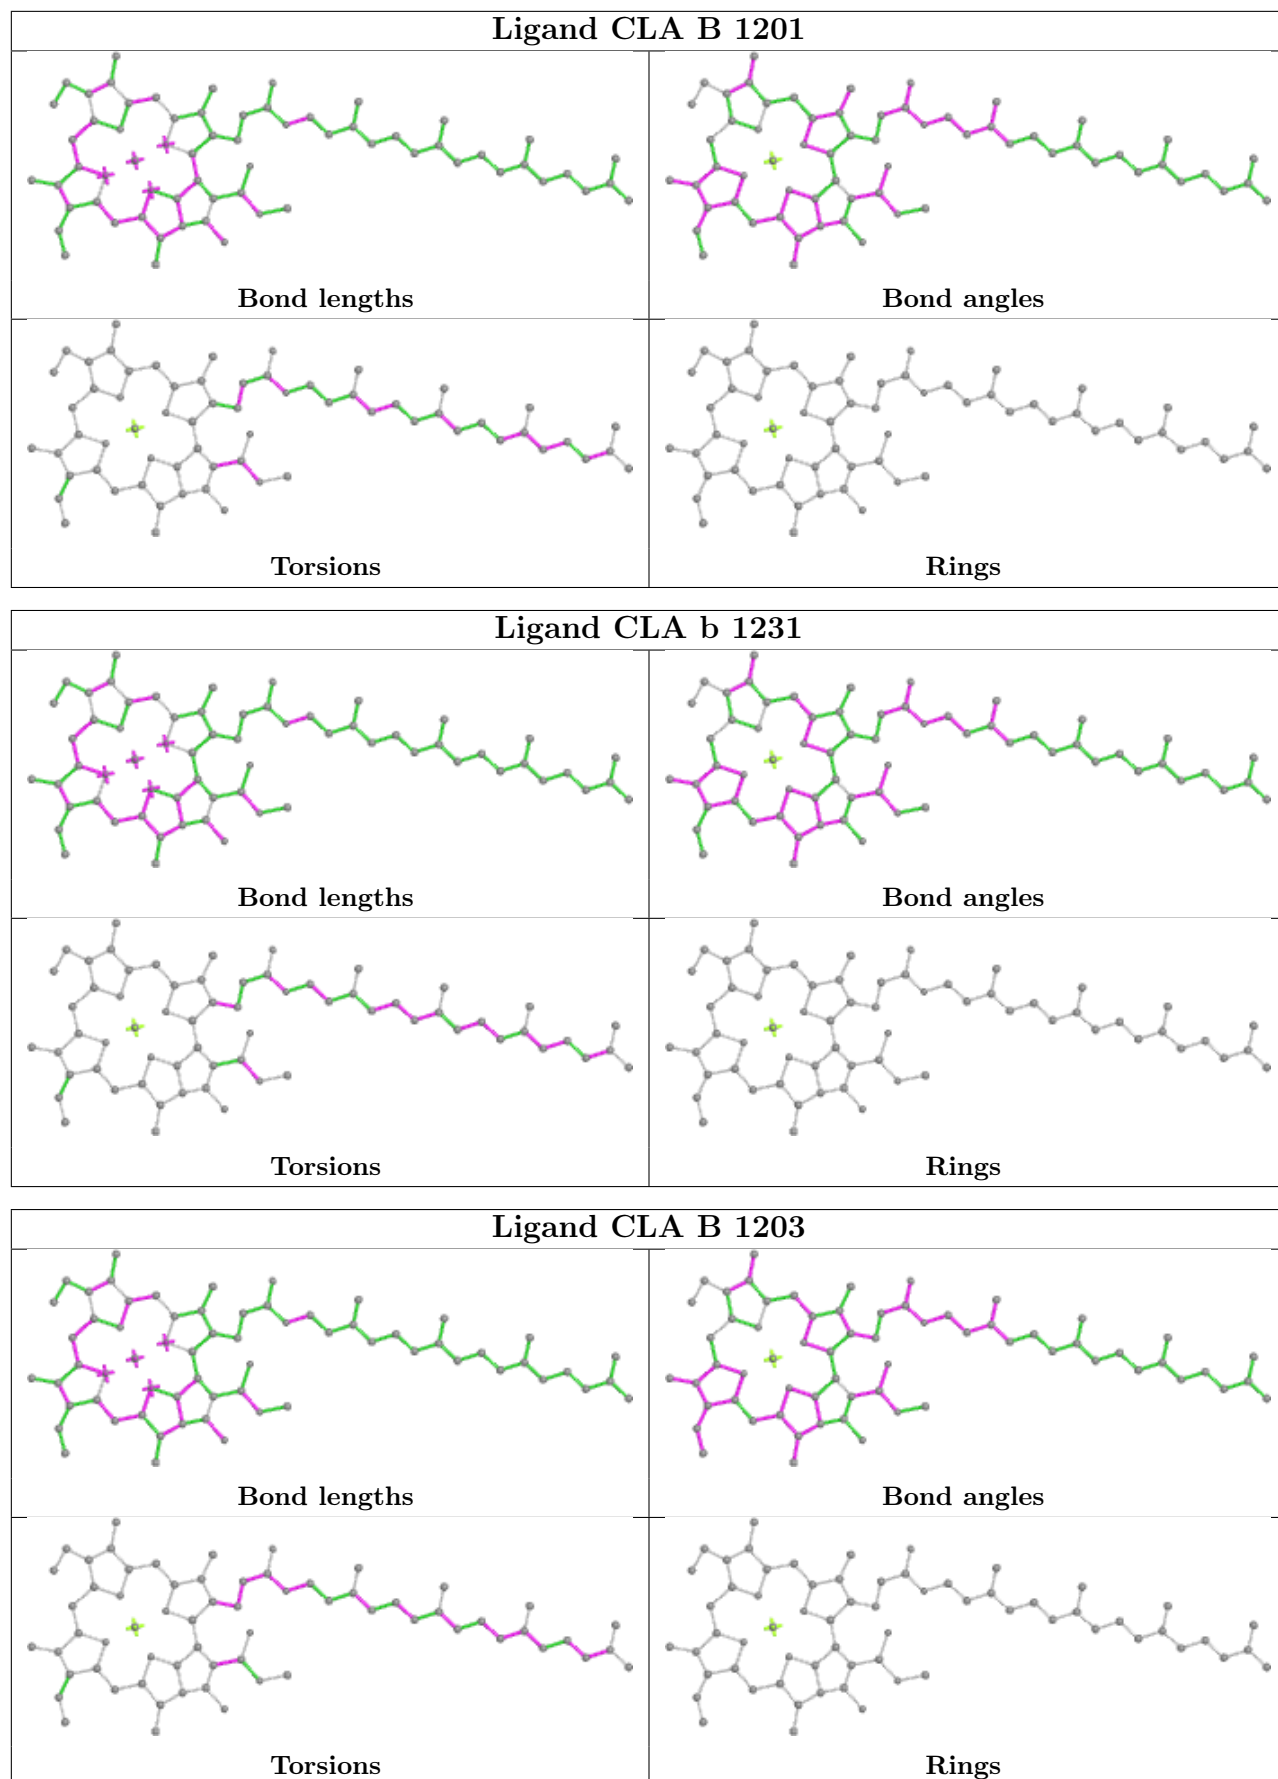 Ligand CLA B 1201
Bond lengths
Bond angles
Torsions
Rings
Ligand CLA b 1231
Bond lengths
Bond angles
Torsions
Rings
Ligand CLA B 1203
Bond lengths
Bond angles
Torsions
Rings